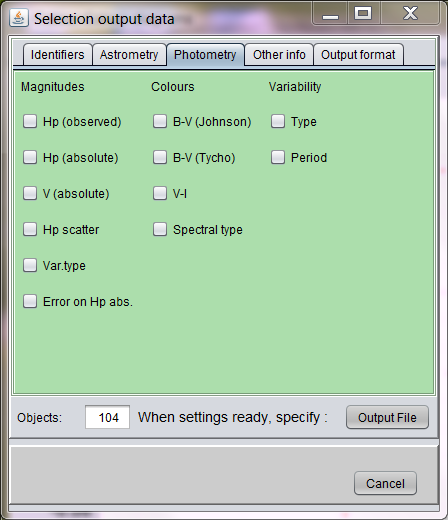 Selection output data
Identifiers Astrometry Photometry Other info Output format
Magnitudes Colours Variability
Hp (observed) B-V (Johnson) Type
Hp (absolute) B-V (Tycho) Period
V (absolute) V-I
Hp scatter Spectral type
Var.type
Error on Hp abs.
Objects: 104 When settings ready, specify : Output File
Cancel